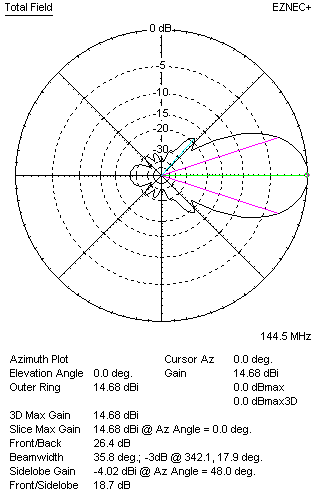 Total Field
EZNEC+
0 dB
-5
-10
-15
-20
-30
144.5 MHz
Azimuth Plot
Elevation Angle 0.0 deg.
Outer Ring 14.68 dBi
Cursor Az 0.0 deg.
Gain 14.68 dBi
0.0 dBmax
0.0 dBmax3D
3D Max Gain 14.68 dBi
Slice Max Gain 14.68 dBi @ Az Angle = 0.0 deg.
Front/Back 26.4 dB
Beamwidth 35.8 deg.; -3dB @ 342.1, 17.9 deg.
Sidelobe Gain -4.02 dBi @ Az Angle = 48.0 deg.
Front/Sidelobe 18.7 dB